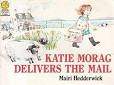 KATIE MORAG
DELIVERS THE MAIL
Mairi Hedderwick